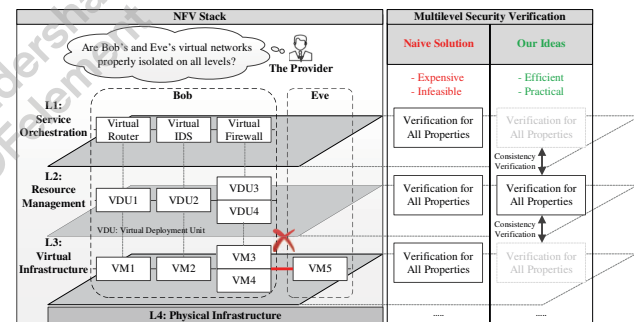 NFV Stack
Multilevel Security Verification
Are Bob's and Eve's virtual networks
properly isolated on all levels?
The Provider
Naive Solution
Our Ideas
- Expensive
- Infeasible
- Efficient
- Practical
Bob
Eve
L1:
Service
Orchestration
Virtual
Router
Virtual
IDS
Virtual
Firewall
Verification for
All Properties
Verification for
All Properties
Consistency
Verification
L2:
Resource
Management
VDU1
VDU2
VDU3
VDU4
Verification for
All Properties
Verification for
All Properties
VDU: Virtual Deployment Unit
Consistency
Verification
L3:
Virtual
Infrastructure
VM1
VM2
VM3
VM4
VM5
Verification for
All Properties
Verification for
All Properties
L4: Physical Infrastructure
.....
.....